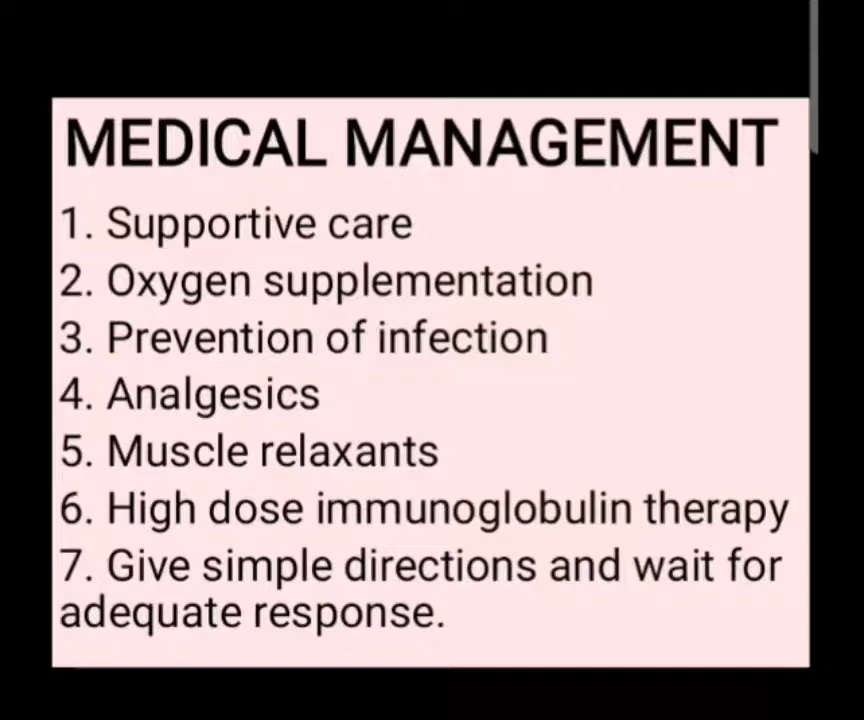 MEDICAL MANAGEMENT
1. Supportive care
2. Oxygen supplementation
3. Prevention of infection
4. Analgesics
5. Muscle relaxants
6. High dose immunoglobulin therapy
7. Give simple directions and wait for
adequate response.